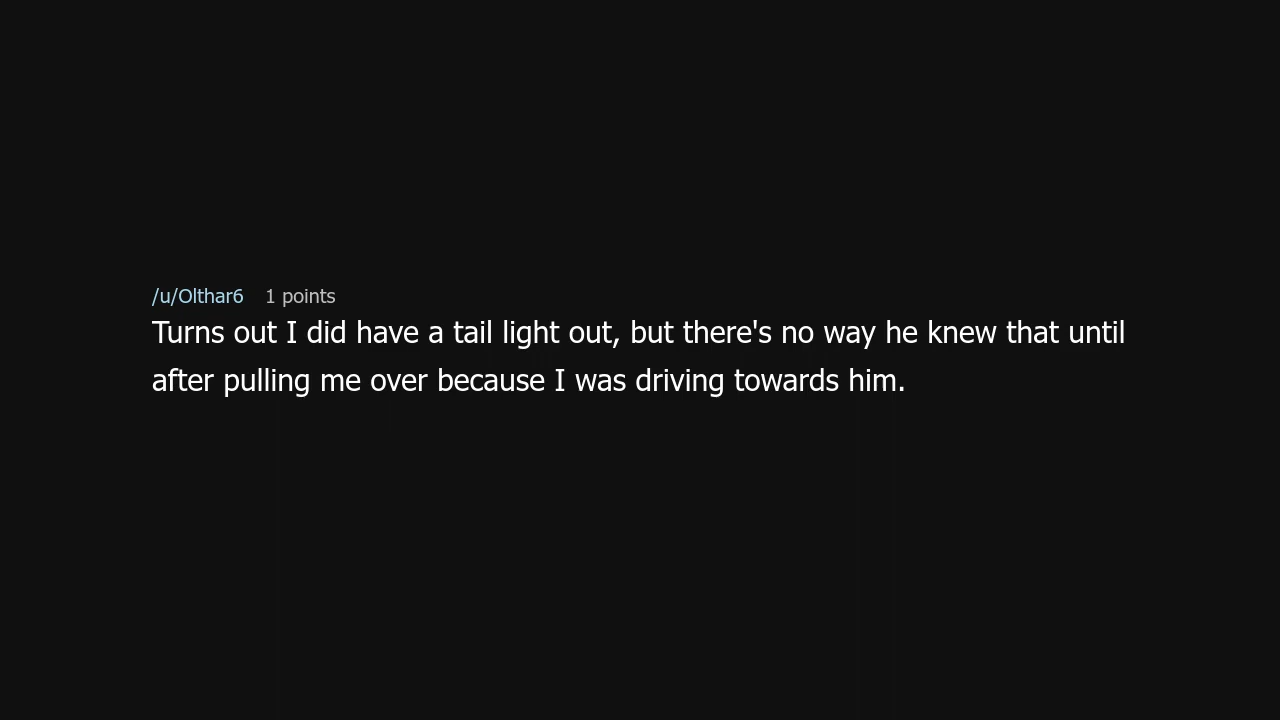 /u/Olthar6 1 points
Turns out I did have a tail light out, but there's no way he knew that until
after pulling me over because I was driving towards him.